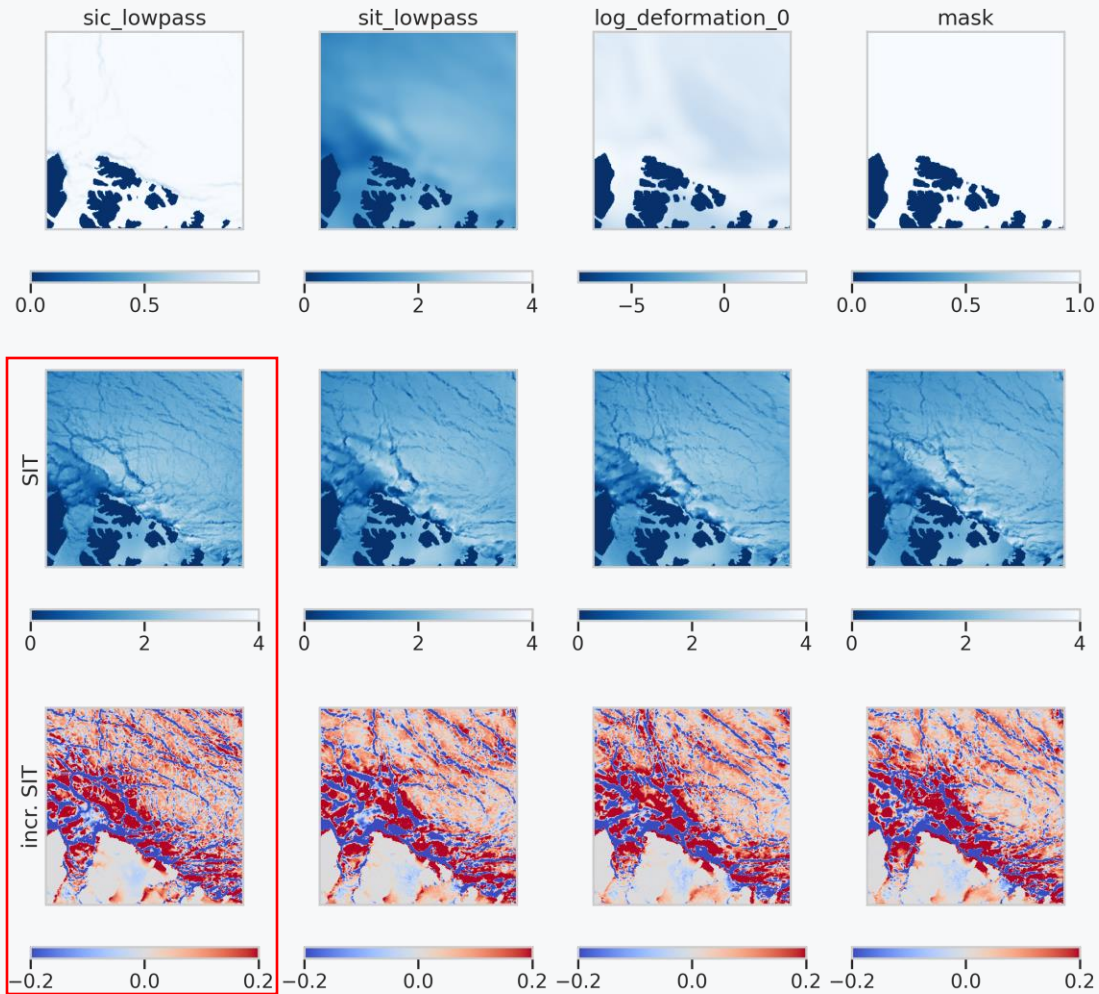 sic_lowpass sit_lowpass log_deformation_0 mask
0.0 0.5 0 2 4 −5 0 0.0 0.5 1.0
SIT
0 2 4 0 2 4 0 2 4 0 2 4
incr. SIT
−0.2 0.0 0.2 −0.2 0.0 0.2 −0.2 0.0 0.2 −0.2 0.0 0.2